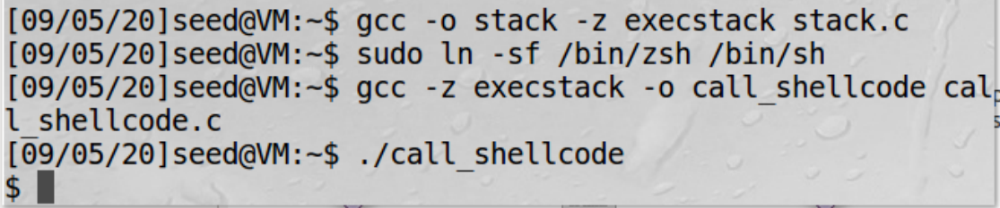 [09/05/20]seed@VM:~$ gcc -o stack -z execstack stack.c
[09/05/20]seed@VM:~$ sudo ln -sf /bin/zsh /bin/sh
[09/05/20]seed@VM:~$ gcc -z execstack -o call_shellcode cal
l_shellcode.c
[09/05/20]seed@VM:~$ ./call_shellcode
$